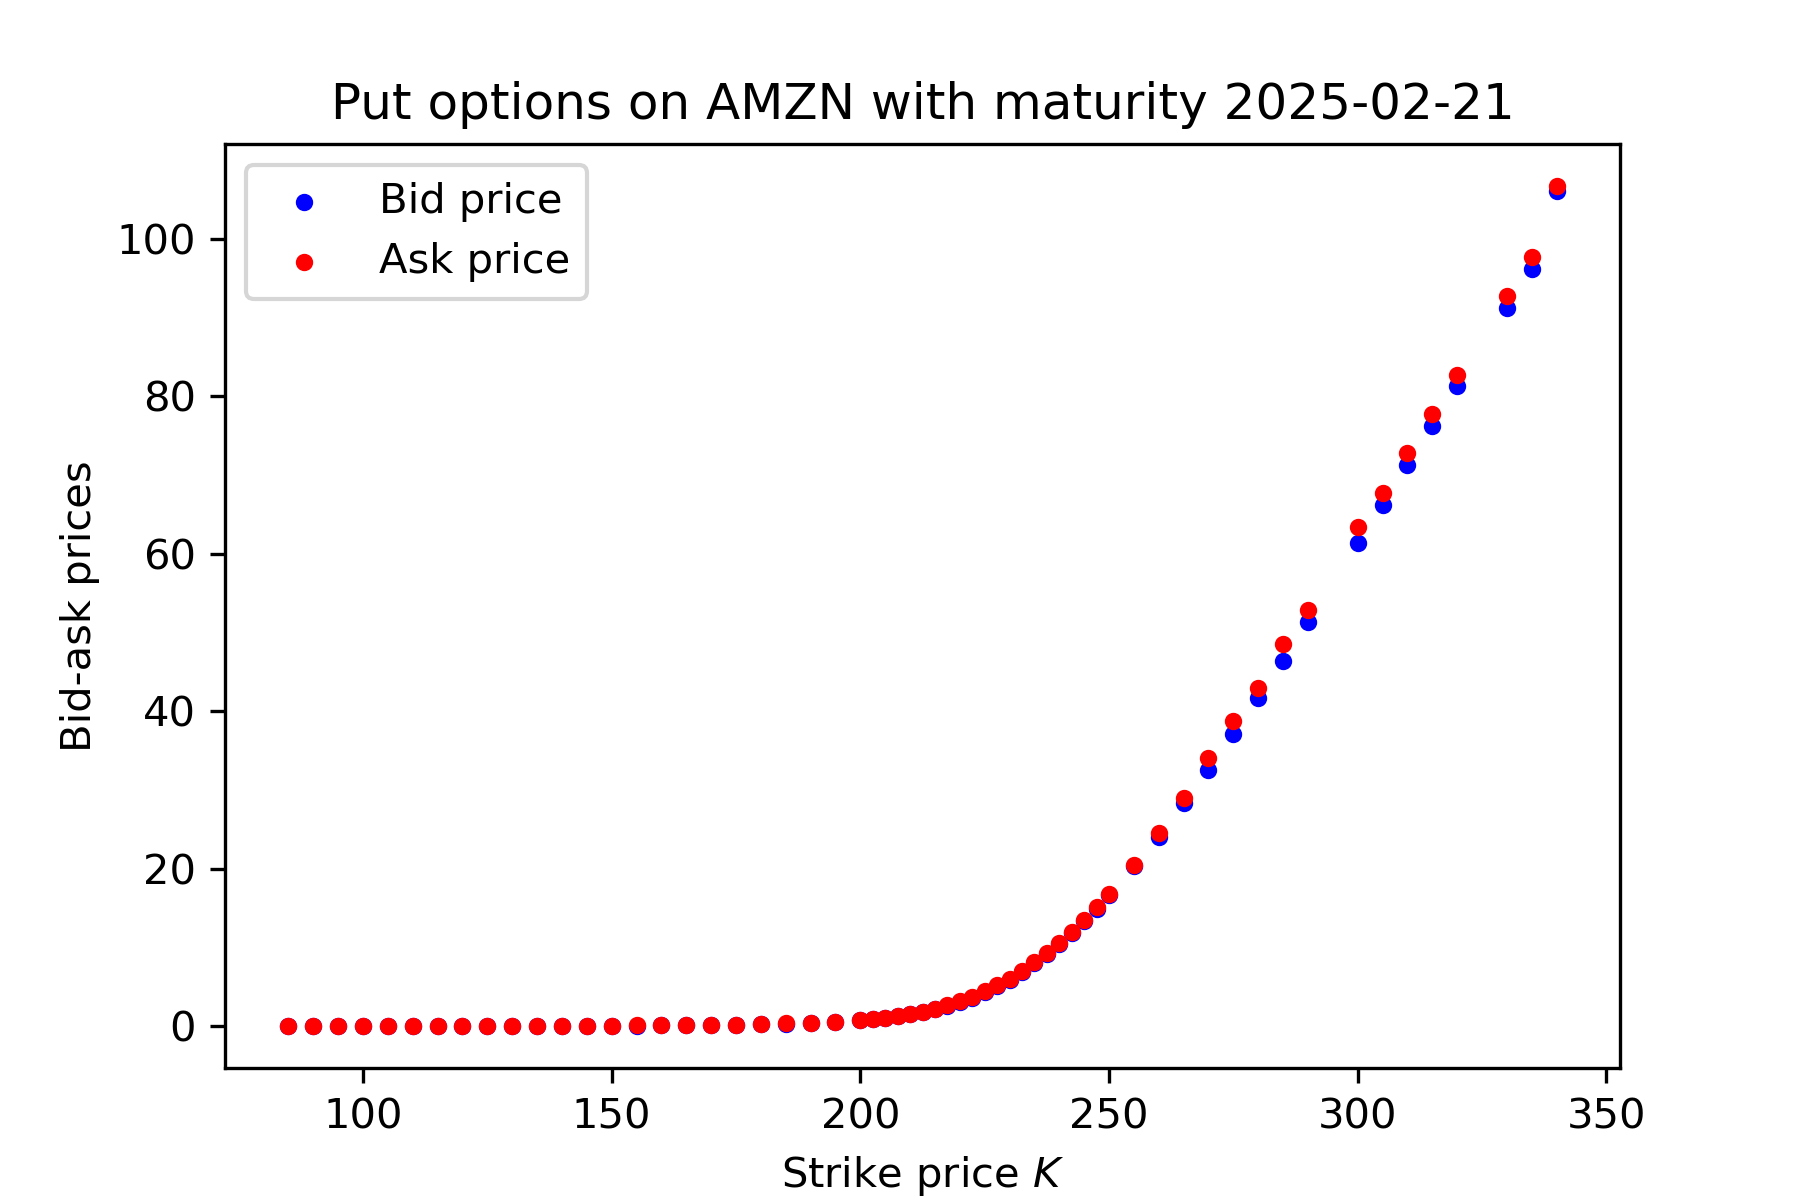 Put options on AMZN with maturity 2025-02-21
Bid price
Ask price
100
80
60
40
20
0
Bid-ask prices
100 150 200 250 300 350
Strike price K